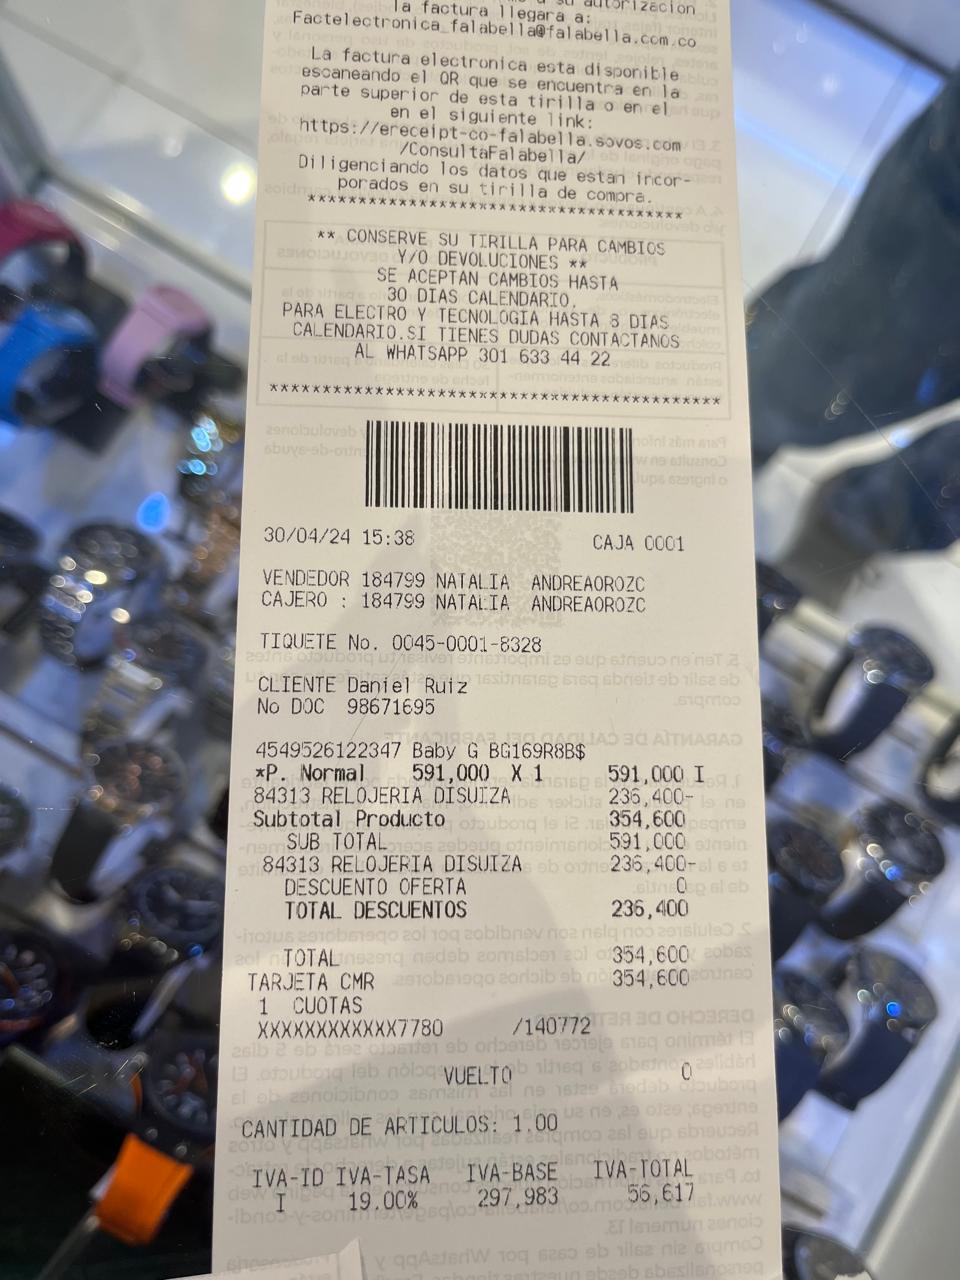 su autorizacion
la factura llegara a:
Factelectronica_falabella@falabella.com.co
La factura electronica esta disponible
escaneando el QR que se encuentra en la
parte superior de esta tirilla o en el
en el siguiente link:
https://ereceipt-co-falabella.sovos.com
/ConsultaFalabella/
Diligenciando los datos que estan incor-
porados en su tirilla de compra.
****************************************
** CONSERVE SU TIRILLA PARA CAMBIOS
Y/O DEVOLUCIONES **
SE ACEPTAN CAMBIOS HASTA
30 DIAS CALENDARIO.
PARA ELECTRO Y TECNOLOGIA HASTA 8 DIAS
CALENDARIO.SI TIENES DUDAS CONTACTANOS
AL WHATSAPP 301 633 44 22
************************************************
30/04/24 15:38 CAJA 0001
VENDEDOR 184799 NATALIA ANDREAOROZC
CAJERO : 184799 NATALIA ANDREAOROZC
TIQUETE No. 0045-0001-8328
CLIENTE Daniel Ruiz
No DOC 98671695
4549526122347 Baby G BG169R8B$
*P. Normal 591,000 X 1 591,000 I
84313 RELOJERIA DISUIZA 236,400-
Subtotal Producto 354,600
SUB TOTAL 591,000
84313 RELOJERIA DISUIZA 236,400-
DESCUENTO OFERTA 0
TOTAL DESCUENTOS 236,400
TOTAL 354,600
TARJETA CMR 354,600
1 CUOTAS
XXXXXXXXXXXX7780 /140772
VUELTO 0
CANTIDAD DE ARTICULOS: 1.00
IVA-ID IVA-TASA IVA-BASE IVA-TOTAL
I 19.00% 297,983 56,617